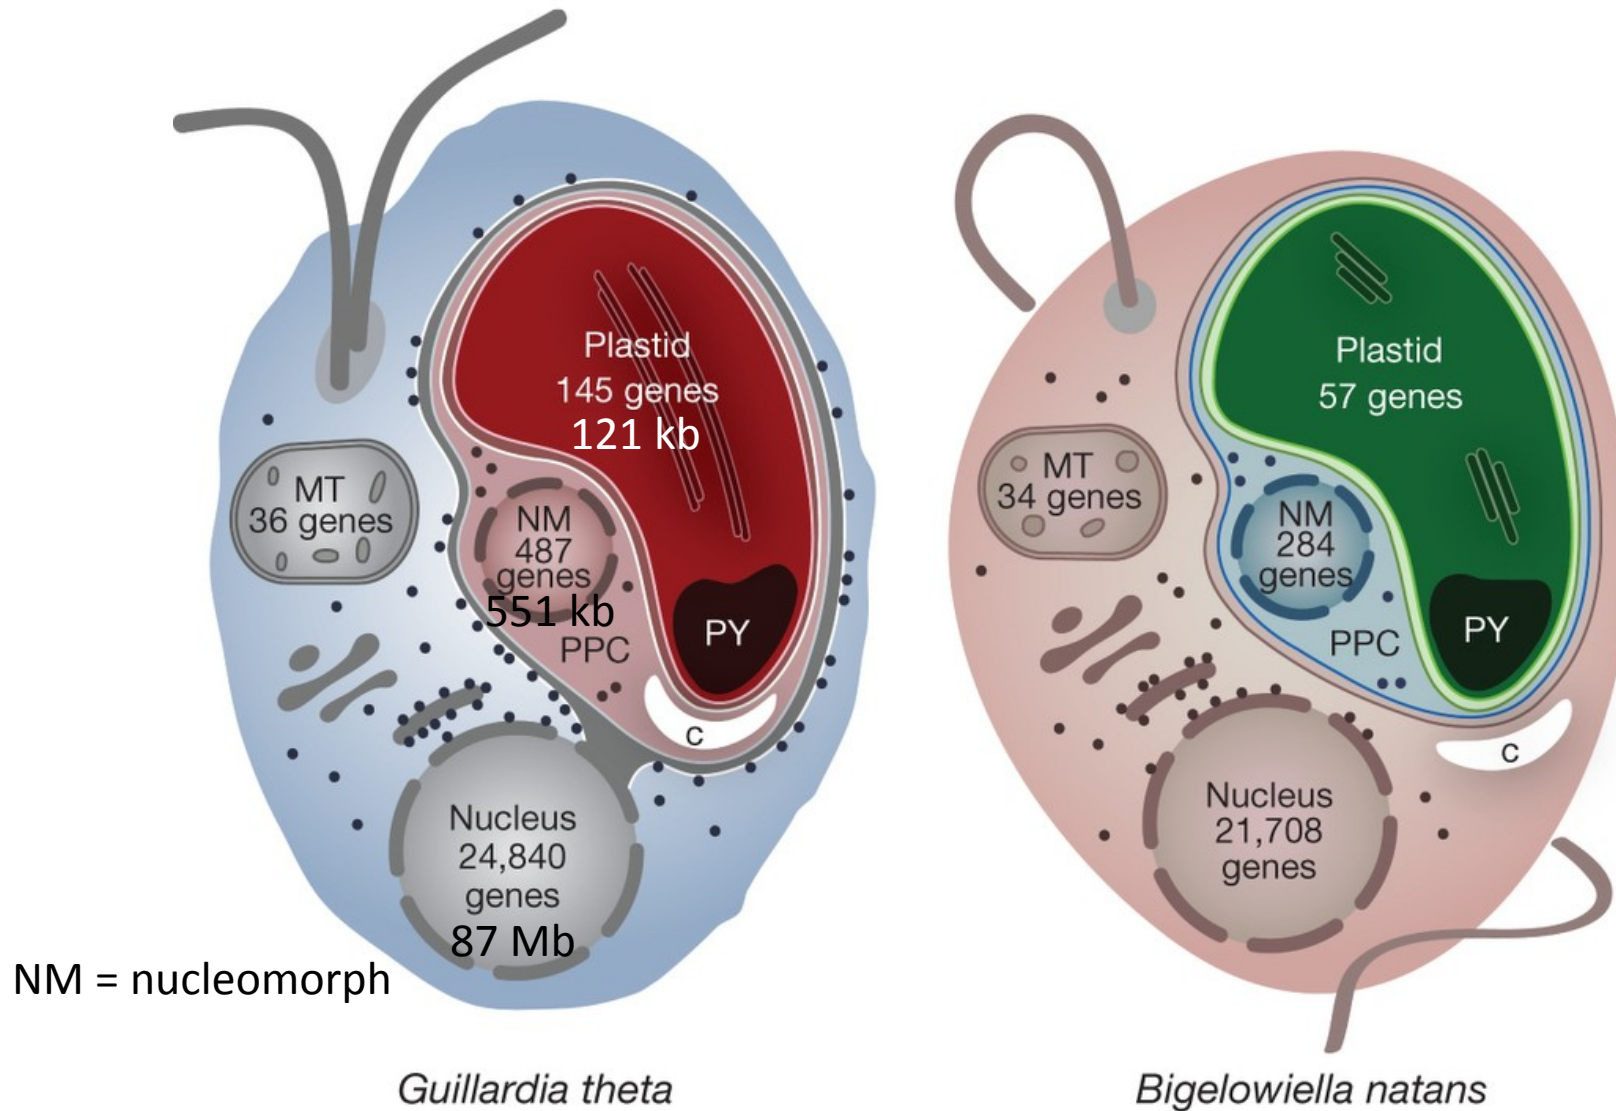 Plastid
145 genes
121 kb
MT
36 genes
NM
487
genes
551 kb
PPC
PY
C
Nucleus
24,840
genes
87 Mb
NM = nucleomorph
Guillardia theta
Plastid
57 genes
MT
34 genes
NM
284
genes
PPC
PY
C
Nucleus
21,708
genes
Bigelowiella natans